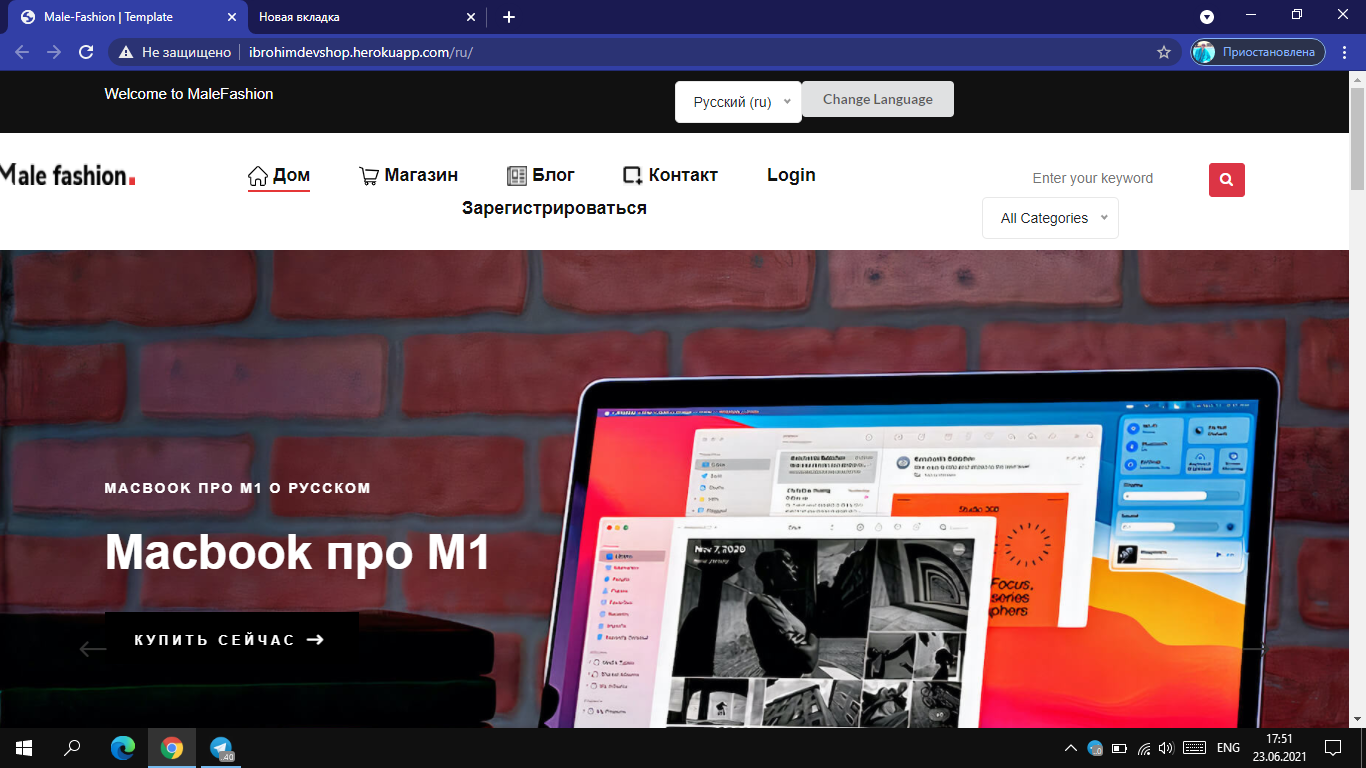 Male-Fashion | Template
Новая вкладка
Не защищено
ibrohimdevshop.herokuapp.com/ru/
Приостановлена
Welcome to MaleFashion
Русский (ru)
Change Language
Male fashion.
Дом
Магазин
Блог
Контакт
Login
Зарегистрироваться
Enter your keyword
All Categories
MACBOOK ПРО M1 О РУССКОМ
Macbook про M1
КУПИТЬ СЕЙЧАС
Nov 7, 2020
Studio 300
Focus,
series
ENG
17:51
23.06.2021